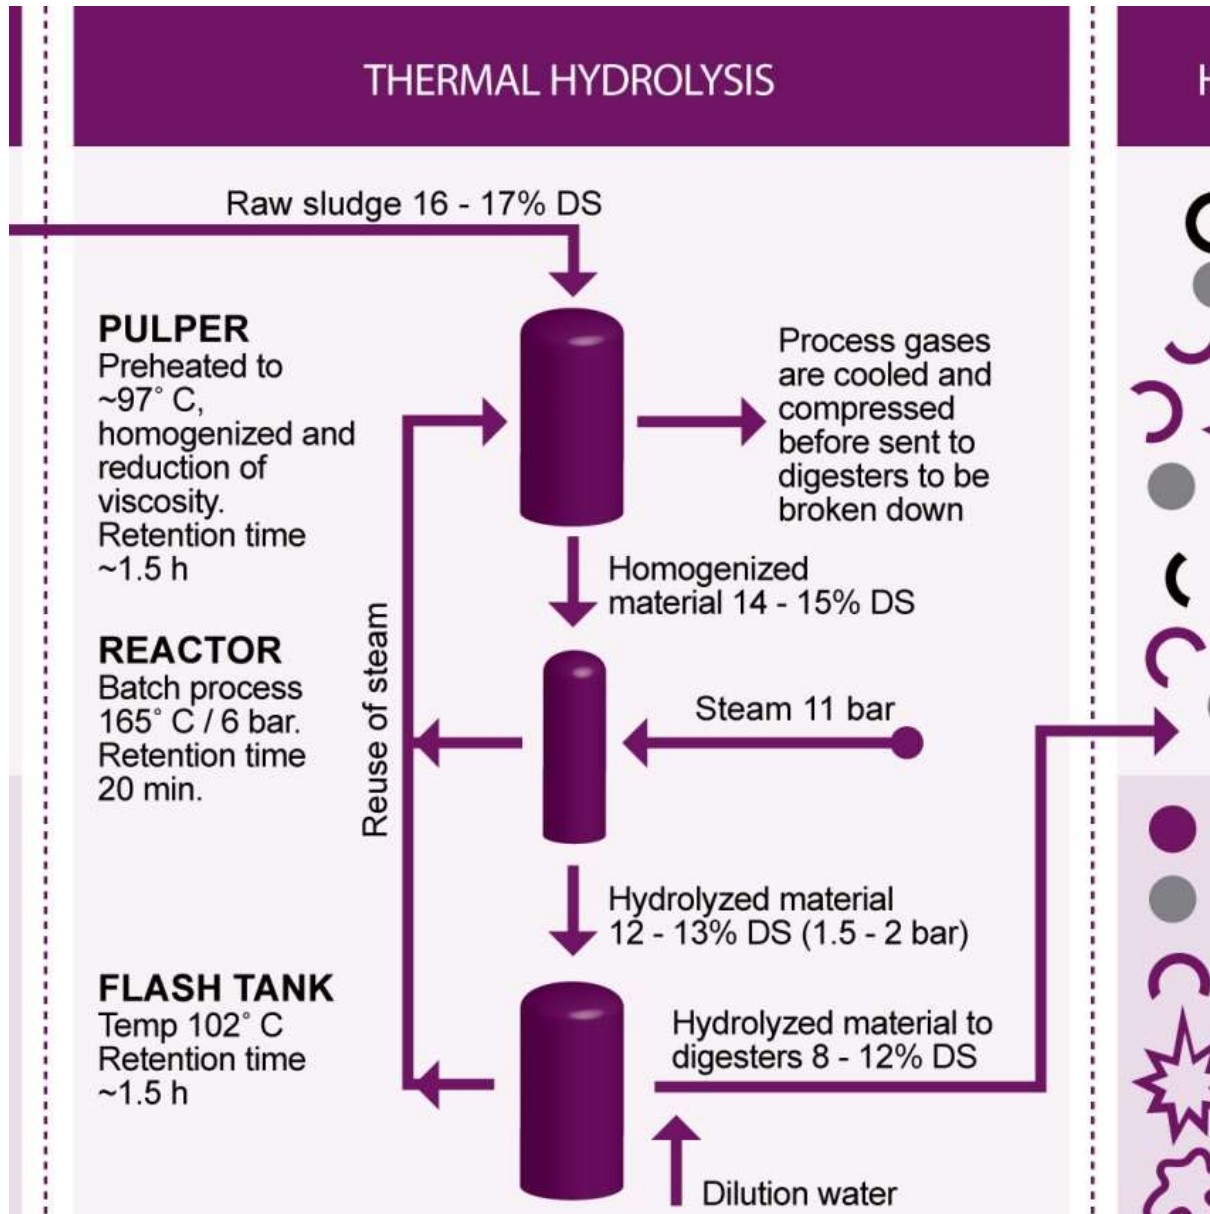 THERMAL HYDROLYSIS
Raw sludge 16 - 17% DS
PULPER
Preheated to
~97° C,
homogenized and
reduction of
viscosity.
Retention time
~1.5 h
Process gases
are cooled and
compressed
before sent to
digesters to be
broken down
Homogenized
material 14 - 15% DS
REACTOR
Batch process
165° C / 6 bar.
Retention time
20 min.
Reuse of steam
Steam 11 bar
Hydrolyzed material
12 - 13% DS (1.5 - 2 bar)
FLASH TANK
Temp 102° C
Retention time
~1.5 h
Hydrolyzed material to
digesters 8 - 12% DS
Dilution water